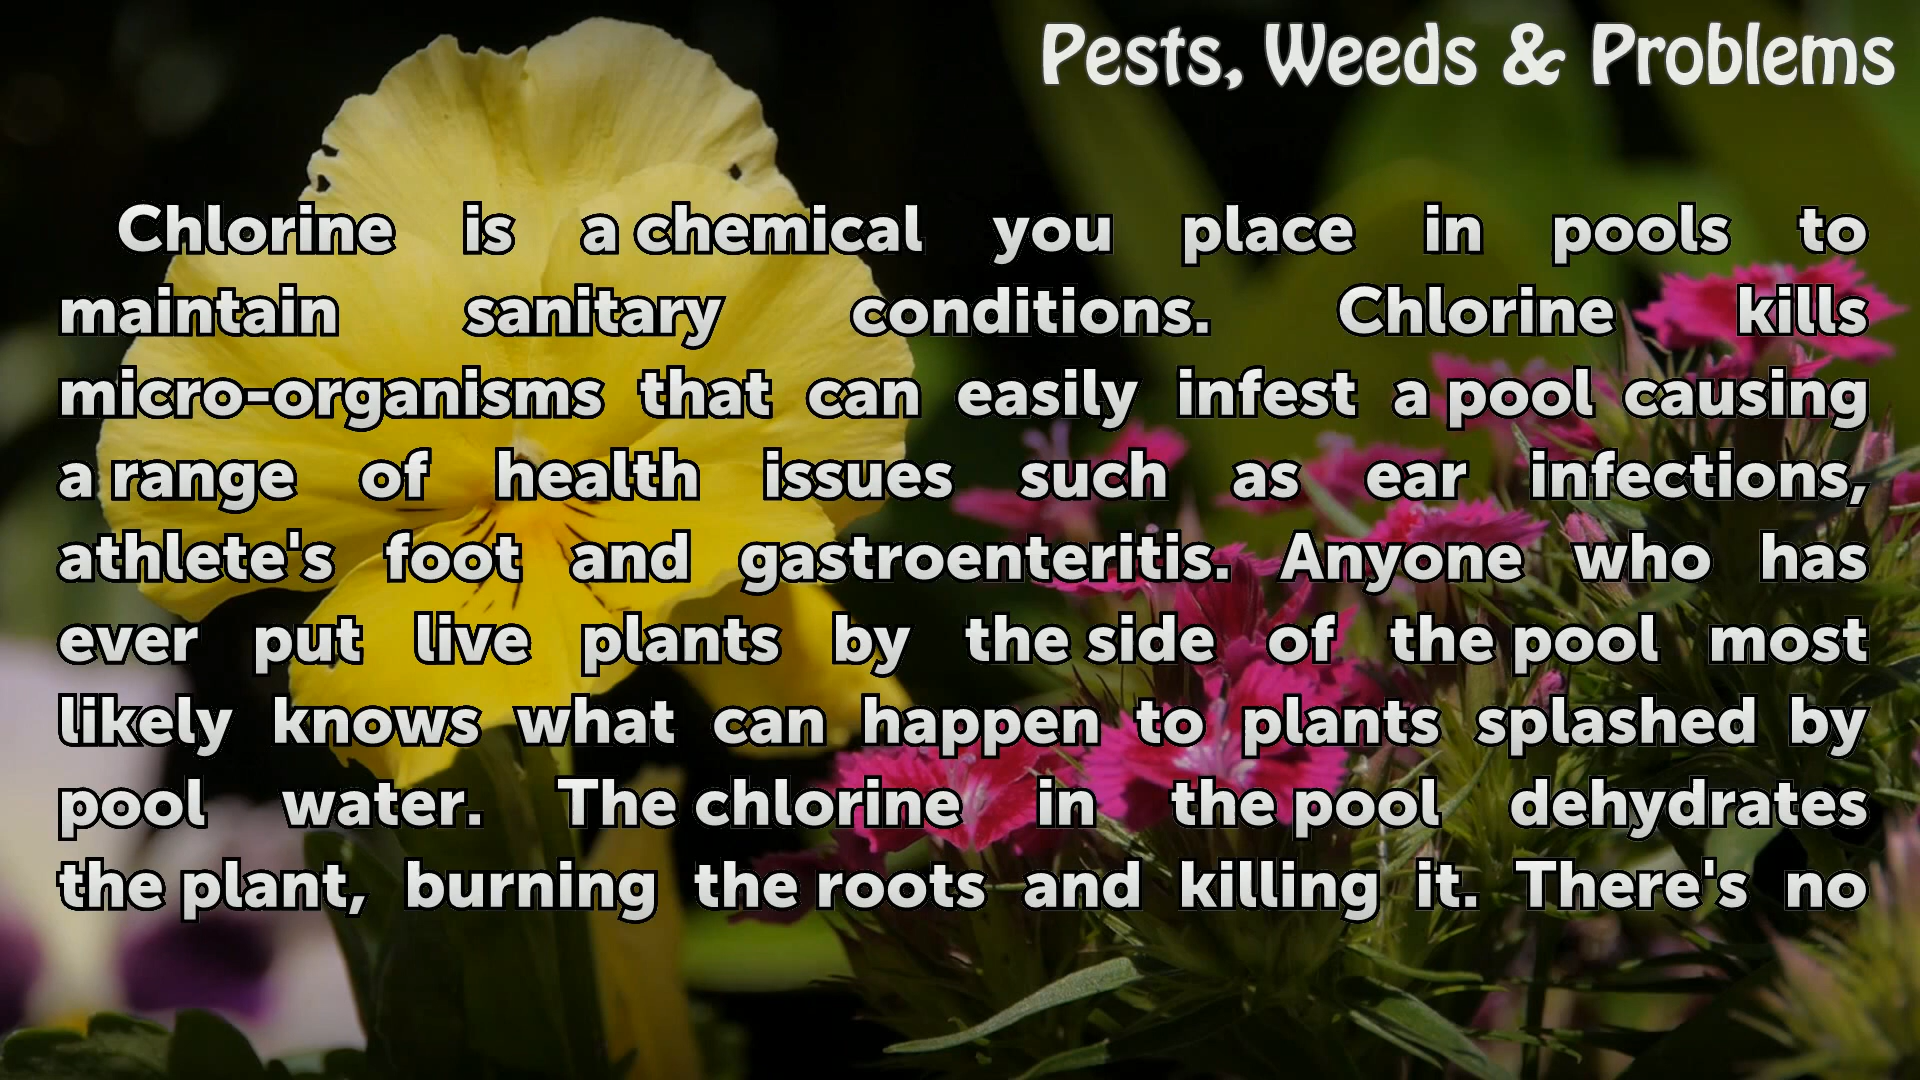 Pests, Weeds & Problems
Chlorine is a chemical you place in pools to
maintain sanitary conditions. Chlorine kills
micro-organisms that can easily infest a pool causing
a range of health issues such as ear infections,
athlete's foot and gastroenteritis. Anyone who has
ever put live plants by the side of the pool most
likely knows what can happen to plants splashed by
pool water. The chlorine in the pool dehydrates
the plant, burning the roots and killing it. There's no